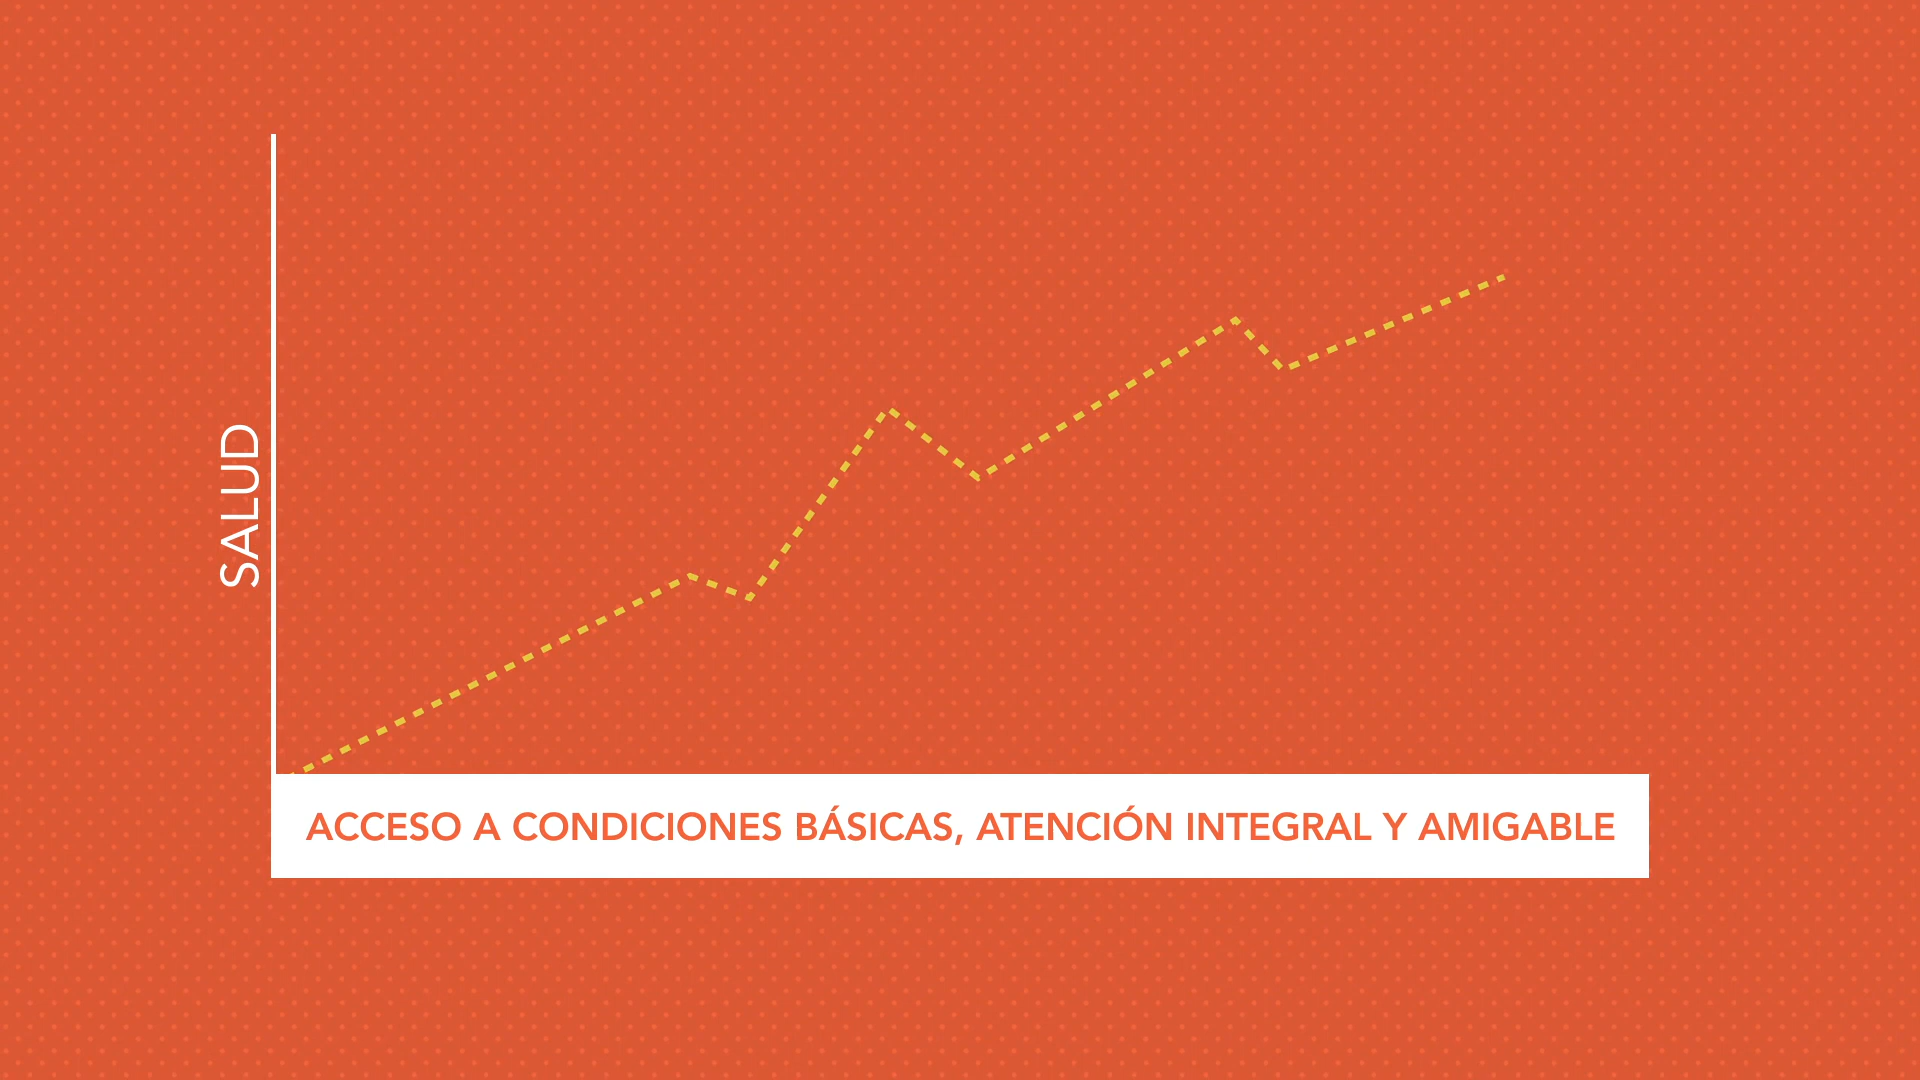 SALUD
ACCESO A CONDICIONES BÁSICAS, ATENCIÓN INTEGRAL Y AMIGABLE